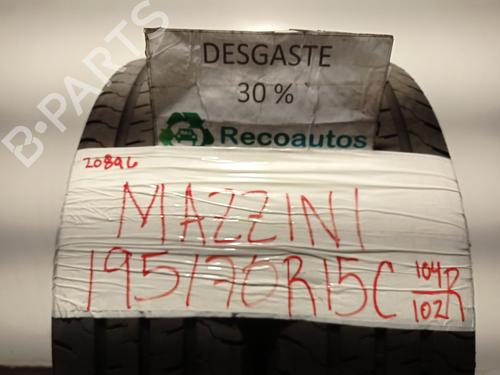 B-PARTS
DESGASTE
30 %
Recoautos
20896
MAZZINI
195/70R15C 104/102R